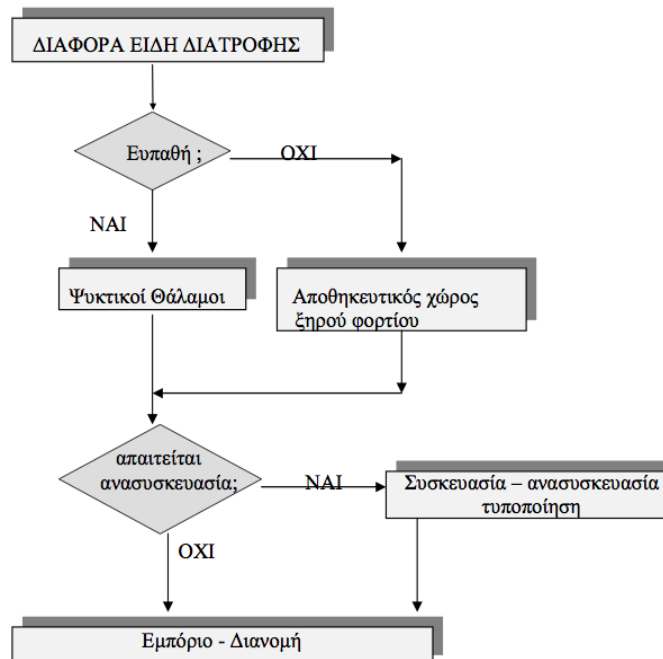 ΔΙΑΦΟΡΑ ΕΙΔΗ ΔΙΑΤΡΟΦΗΣ
Ευπαθή ;
ΟΧΙ
ΝΑΙ
Ψυκτικοί Θάλαμοι
Αποθηκευτικός χώρος
ξηρού φορτίου
απαιτείται
ανασυσκευασία;
ΝΑΙ
Συσκευασία – ανασυσκευασία
τυποποίηση
ΟΧΙ
Εμπόριο - Διανομή